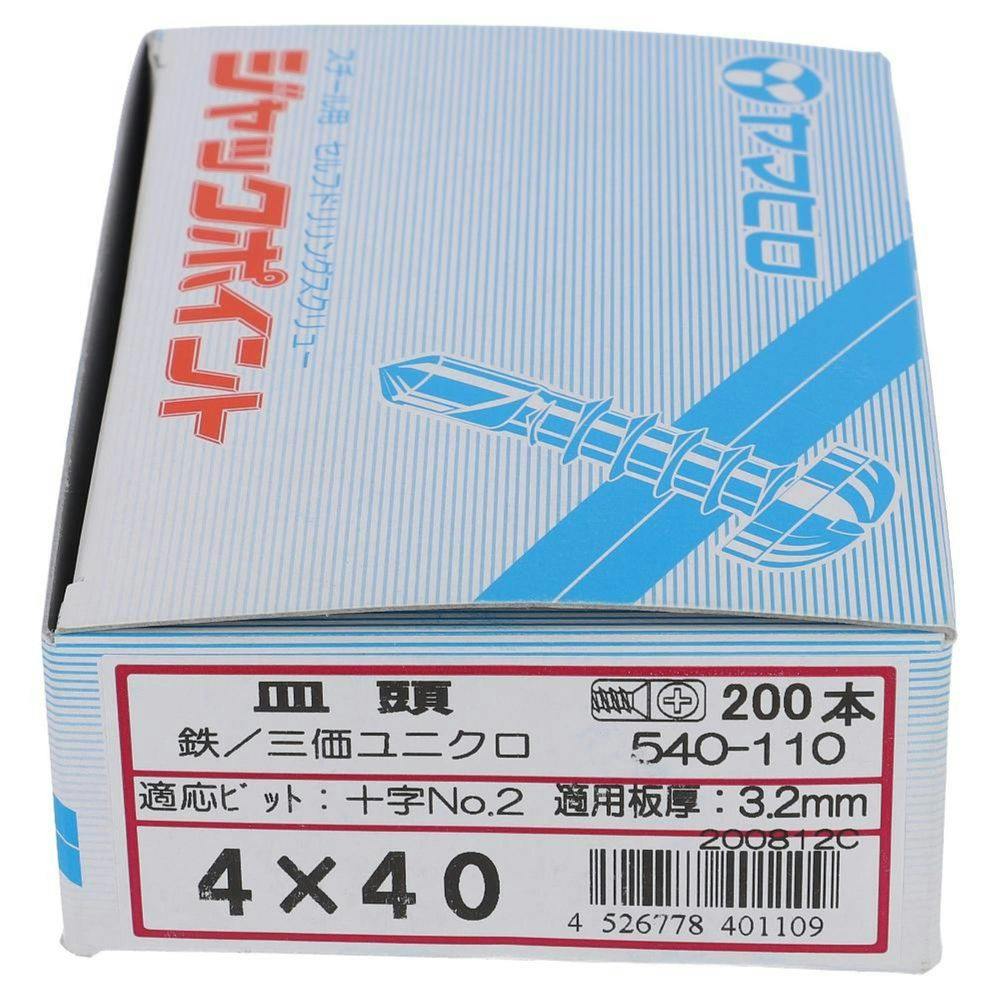 ヤマヒロ
スチール用 セルフドリリングスクリュー
ジャックポイント
皿頭 200本
鉄/三価ユニクロ 540-110
適応ビット:十字No.2 適用板厚:3.2mm
200812C
4×40
4 526778 401109